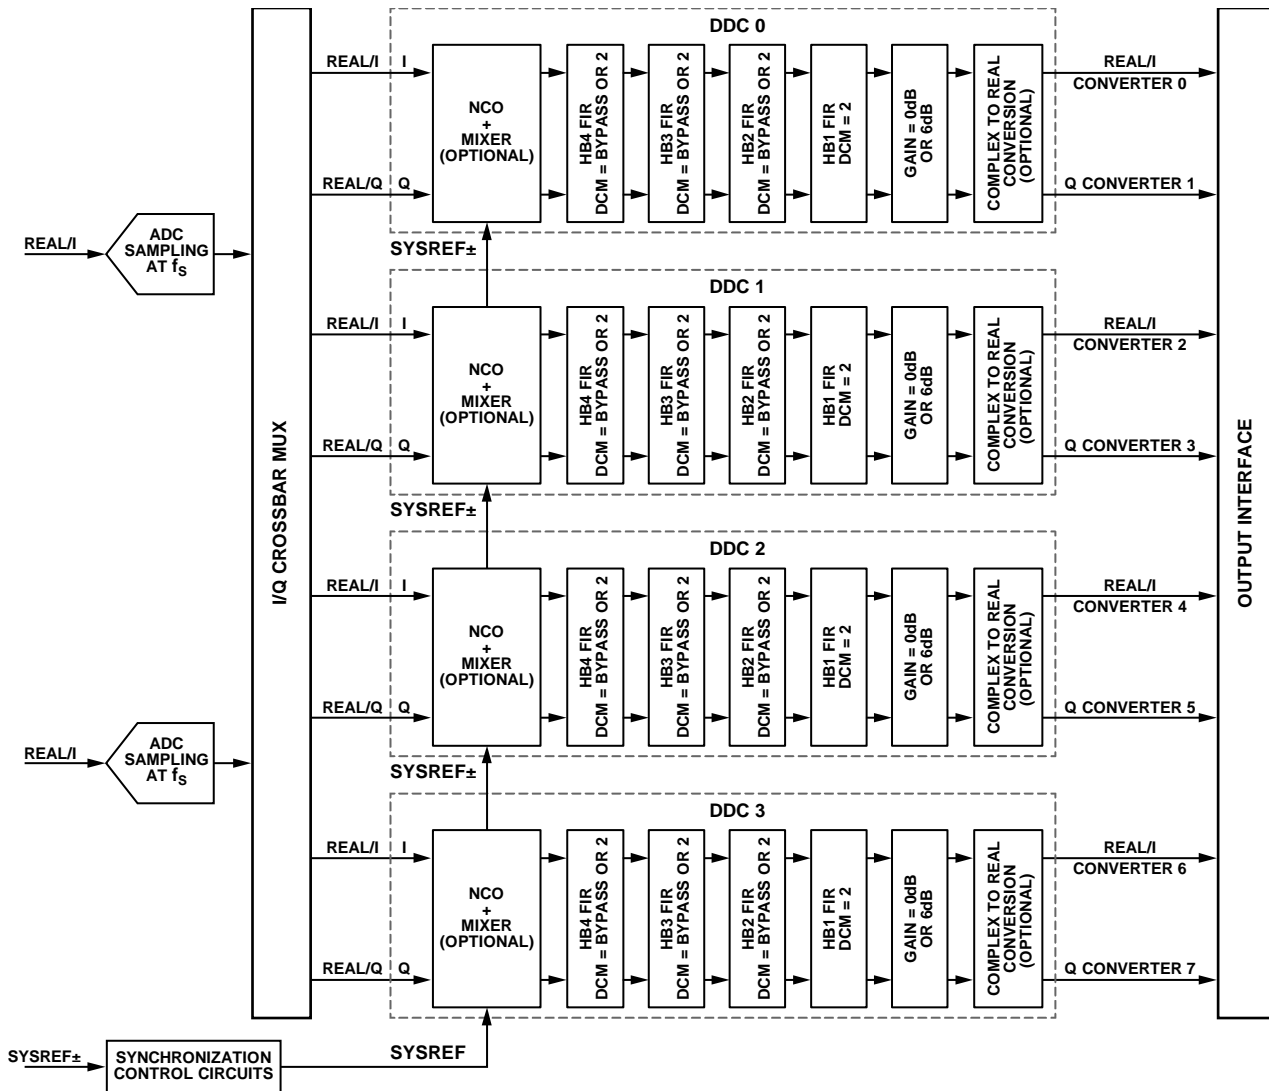 DDC 0
REAL/I I
NCO
+
MIXER
(OPTIONAL)
HB4 FIR
DCM = BYPASS OR 2
HB3 FIR
DCM = BYPASS OR 2
HB2 FIR
DCM = BYPASS OR 2
HB1 FIR
DCM = 2
GAIN = 0dB
OR 6dB
COMPLEX TO REAL
CONVERSION
(OPTIONAL)
REAL/I
CONVERTER 0
REAL/Q Q
Q CONVERTER 1
REAL/I
ADC
SAMPLING
AT fS
SYSREF±
DDC 1
REAL/I I
NCO
+
MIXER
(OPTIONAL)
HB4 FIR
DCM = BYPASS OR 2
HB3 FIR
DCM = BYPASS OR 2
HB2 FIR
DCM = BYPASS OR 2
HB1 FIR
DCM = 2
GAIN = 0dB
OR 6dB
COMPLEX TO REAL
CONVERSION
(OPTIONAL)
REAL/I
CONVERTER 2
REAL/Q Q
Q CONVERTER 3
I/Q CROSSBAR MUX
OUTPUT INTERFACE
SYSREF±
DDC 2
REAL/I I
NCO
+
MIXER
(OPTIONAL)
HB4 FIR
DCM = BYPASS OR 2
HB3 FIR
DCM = BYPASS OR 2
HB2 FIR
DCM = BYPASS OR 2
HB1 FIR
DCM = 2
GAIN = 0dB
OR 6dB
COMPLEX TO REAL
CONVERSION
(OPTIONAL)
REAL/I
CONVERTER 4
REAL/Q Q
Q CONVERTER 5
REAL/I
ADC
SAMPLING
AT fS
SYSREF±
DDC 3
REAL/I I
NCO
+
MIXER
(OPTIONAL)
HB4 FIR
DCM = BYPASS OR 2
HB3 FIR
DCM = BYPASS OR 2
HB2 FIR
DCM = BYPASS OR 2
HB1 FIR
DCM = 2
GAIN = 0dB
OR 6dB
COMPLEX TO REAL
CONVERSION
(OPTIONAL)
REAL/I
CONVERTER 6
REAL/Q Q
Q CONVERTER 7
SYSREF±
SYNCHRONIZATION
CONTROL CIRCUITS
SYSREF